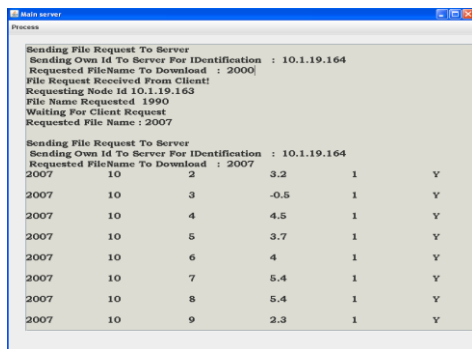 Main server
Process
Sending File Request To Server
Sending Own Id To Server For IDentification : 10.1.19.164
Requested FileName To Download : 2000
File Request Received From Client!
Requesting Node Id 10.1.19.163
File Name Requested 1990
Waiting For Client Request
Requested File Name : 2007
Sending File Request To Server
Sending Own Id To Server For IDentification : 10.1.19.164
Requested FileName To Download : 2007
2007 10 2 3.2 1 Y
2007 10 3 -0.5 1 Y
2007 10 4 4.5 1 Y
2007 10 5 3.7 1 Y
2007 10 6 4 1 Y
2007 10 7 5.4 1 Y
2007 10 8 5.4 1 Y
2007 10 9 2.3 1 Y